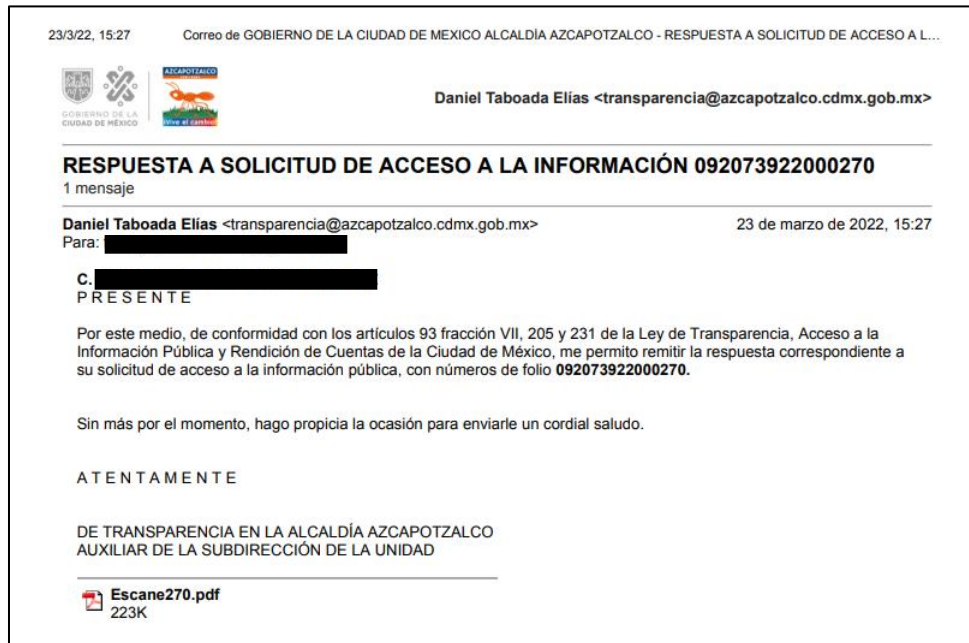 23/3/22, 15:27 Correo de GOBIERNO DE LA CIUDAD DE MEXICO ALCALDÍA AZCAPOTZALCO - RESPUESTA A SOLICITUD DE ACCESO A L...
AZCAPOTZALCO
GOBIERNO DE LA
CIUDAD DE MÉXICO
¡Vive el cambio!
Daniel Taboada Elías <transparencia@azcapotzalco.cdmx.gob.mx>
RESPUESTA A SOLICITUD DE ACCESO A LA INFORMACIÓN 092073922000270
1 mensaje
Daniel Taboada Elías <transparencia@azcapotzalco.cdmx.gob.mx> 23 de marzo de 2022, 15:27
Para:
C.
P R E S E N T E
Por este medio, de conformidad con los artículos 93 fracción VII, 205 y 231 de la Ley de Transparencia, Acceso a la
Información Pública y Rendición de Cuentas de la Ciudad de México, me permito remitir la respuesta correspondiente a
su solicitud de acceso a la información pública, con números de folio 092073922000270.
Sin más por el momento, hago propicia la ocasión para enviarle un cordial saludo.
A T E N T A M E N T E
DE TRANSPARENCIA EN LA ALCALDÍA AZCAPOTZALCO
AUXILIAR DE LA SUBDIRECCIÓN DE LA UNIDAD
Escane270.pdf
223K